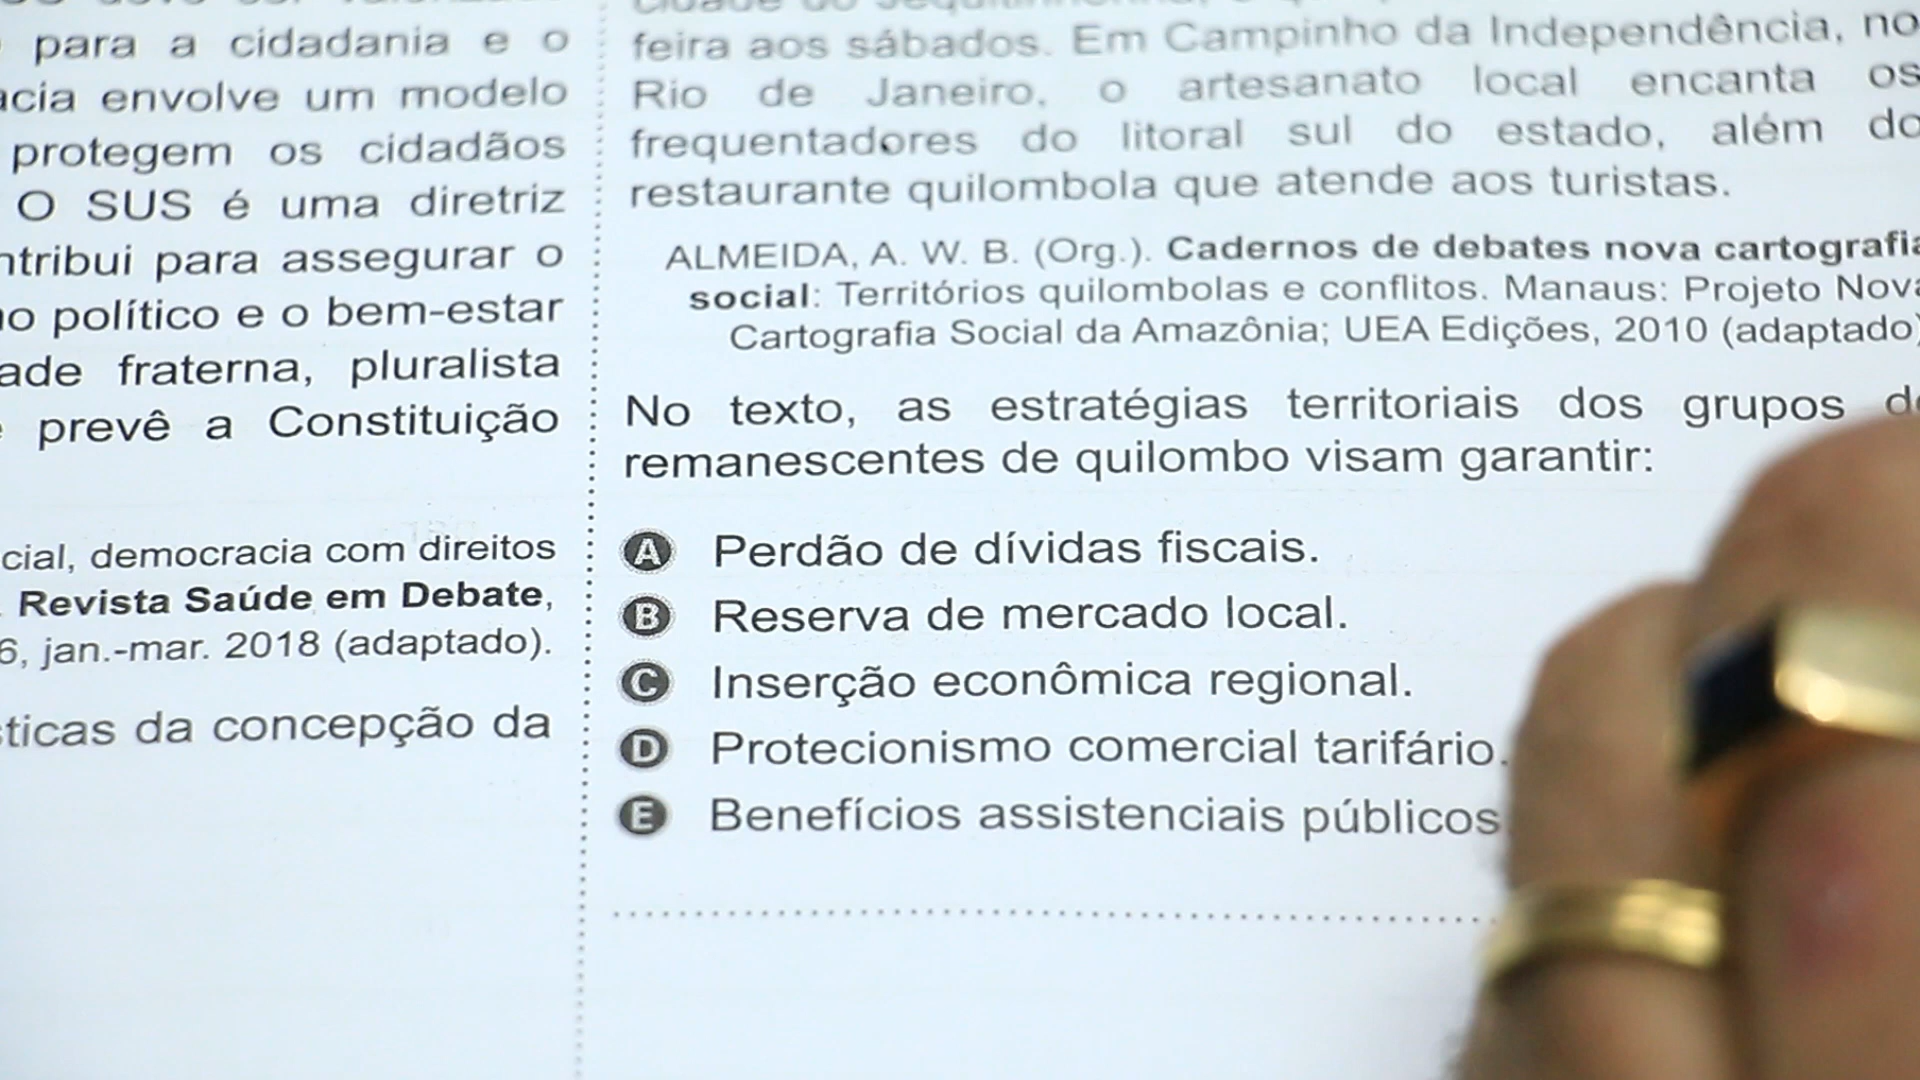 para a cidadania e o
envolve um modelo
protegem os cidadãos
O SUS é uma diretriz
para assegurar o
político e o bem-estar
fraterna, pluralista
prevê a Constituição
democracia com direitos
Revista Saúde em Debate,
6, jan.-mar. 2018 (adaptado).
da concepção da
feira aos sábados. Em Campinho da Independência, no
Rio de Janeiro, o artesanato local encanta os
frequentadores do litoral sul do estado, além do
restaurante quilombola que atende aos turistas.
ALMEIDA, A. W. B. (Org.). Cadernos de debates nova cartografia
social: Territórios quilombolas e conflitos. Manaus: Projeto Nova
Cartografia Social da Amazônia; UEA Edições, 2010 (adaptado)
No texto, as estratégias territoriais dos grupos de
remanescentes de quilombo visam garantir:
A Perdão de dívidas fiscais.
B Reserva de mercado local.
C Inserção econômica regional.
D Protecionismo comercial tarifário.
E Benefícios assistenciais públicos